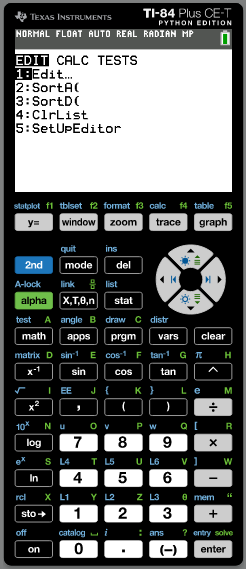 TEXAS INSTRUMENTS TI-84 Plus CE-T
PYTHON EDITION
NORMAL FLOAT AUTO REAL RADIAN MP
EDIT CALC TESTS
1:Edit…
2:SortA(
3:SortD(
4:ClrList
5:SetUpEditor
statplot f1 tblset f2 format f3 calc f4 table f5
y= window zoom trace graph
quit ins
2nd mode del
A-lock link list
alpha X,T,θ,n stat
test A angle B draw C distr
math apps prgm vars clear
matrix D sin⁻¹ E cos⁻¹ F tan⁻¹ G π H
x⁻¹ sin cos tan ^
√ I EE J { K } L e M
x² , ( ) ÷
10ˣ N u O v P w Q [ R
log 7 8 9 ×
eˣ S L4 T L5 U L6 V ] W
ln 4 5 6 −
rcl X L1 Y L2 Z L3 θ mem "
sto→ 1 2 3 +
off catalog ⎵ i : ans ? entry solve
on 0 . (−) enter